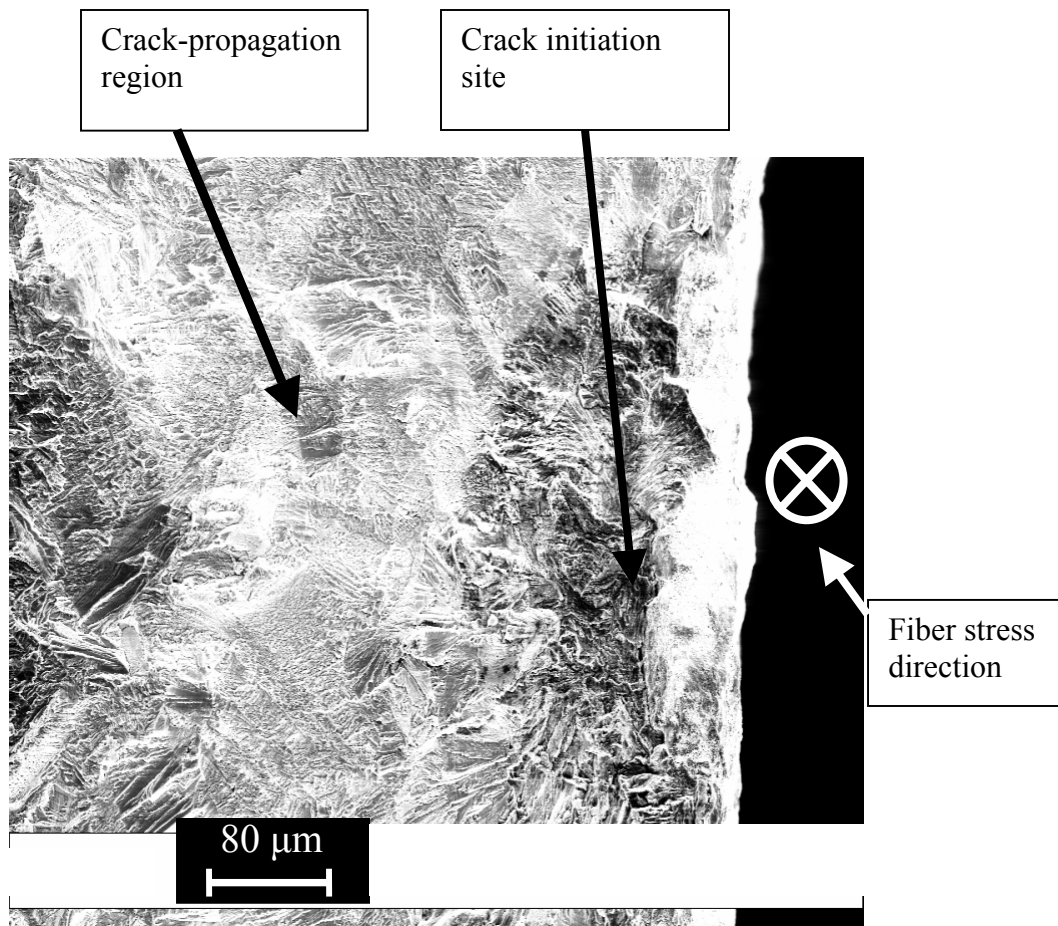 Crack-propagation
region
Crack initiation
site
Fiber stress
direction
80 μm